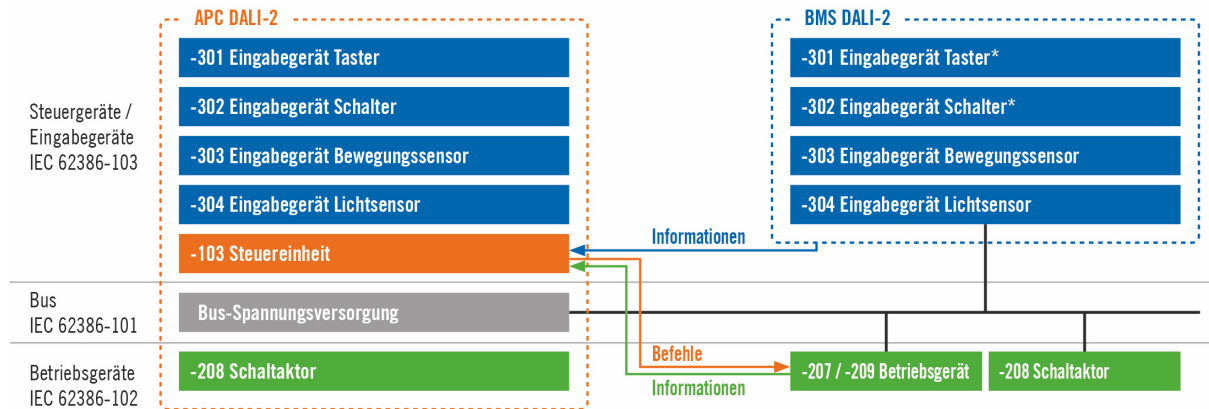 APC DALI-2
BMS DALI-2
Steuergeräte /
Eingabegeräte
IEC 62386-103
-301 Eingabegerät Taster
-302 Eingabegerät Schalter
-303 Eingabegerät Bewegungssensor
-304 Eingabegerät Lichtsensor
-103 Steuereinheit
-301 Eingabegerät Taster*
-302 Eingabegerät Schalter*
-303 Eingabegerät Bewegungssensor
-304 Eingabegerät Lichtsensor
Informationen
Bus
IEC 62386-101
Bus-Spannungsversorgung
Betriebsgeräte
IEC 62386-102
-208 Schaltaktor
Befehle
Informationen
-207 / -209 Betriebsgerät
-208 Schaltaktor